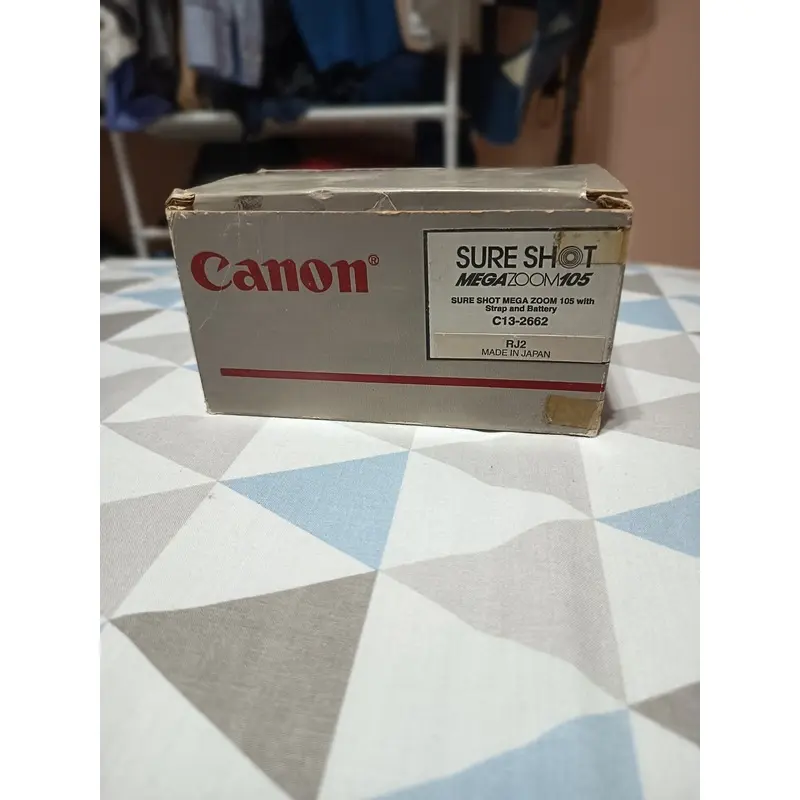 Canon®
SURE SHOT
MEGAZOOM105
SURE SHOT MEGA ZOOM 105 with
Strap and Battery
C13-2662
RJ2
MADE IN JAPAN